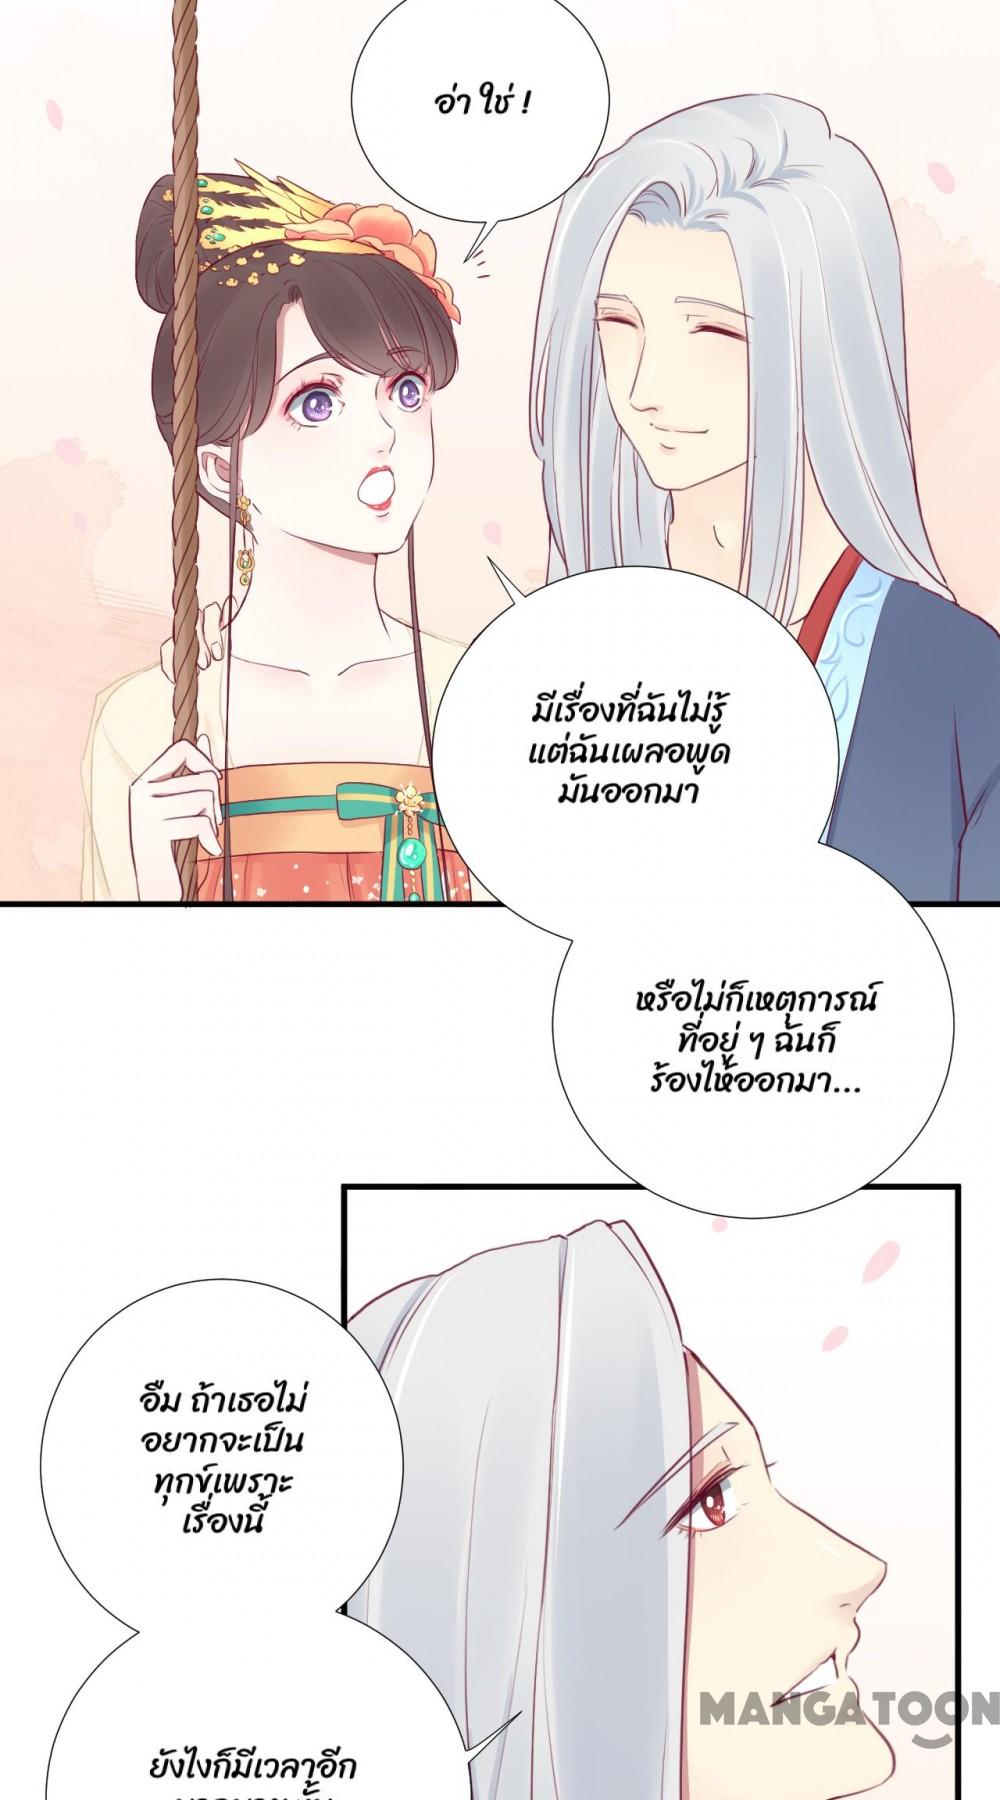 อ่า ใช่ !
มีเรื่องที่ฉันไม่รู้
แต่ฉันเผลอพูด
มันออกมา
หรือไม่ก็เหตุการณ์
ที่อยู่ ๆ ฉันก็
ร้องไห้ออกมา...
อืม ถ้าเธอไม่
อยากจะเป็น
ทุกข์เพราะ
เรื่องนี้
MANGATOON
ยังไงก็มีเวลาอีก